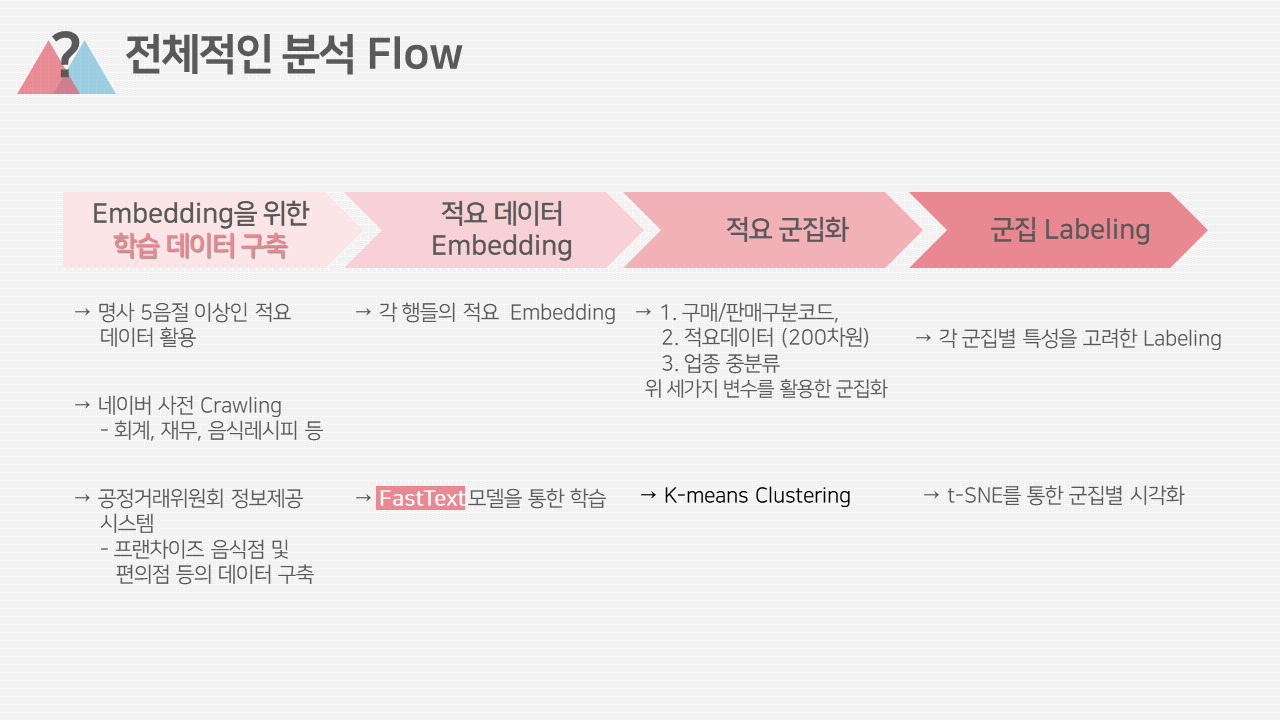 ?
전체적인 분석 Flow
Embedding을 위한
학습 데이터 구축
적요 데이터
Embedding
적요 군집화
군집 Labeling
→ 명사 5음절 이상인 적요
데이터 활용
→ 네이버 사전 Crawling
- 회계, 재무, 음식레시피 등
→ 공정거래위원회 정보제공
시스템
- 프랜차이즈 음식점 및
편의점 등의 데이터 구축
→ 각 행들의 적요 Embedding
→ FastText모델을 통한 학습
→ 1. 구매/판매구분코드,
2. 적요데이터 (200차원)
3. 업종 중분류
위 세가지 변수를 활용한 군집화
→ K-means Clustering
→ 각 군집별 특성을 고려한 Labeling
→ t-SNE를 통한 군집별 시각화